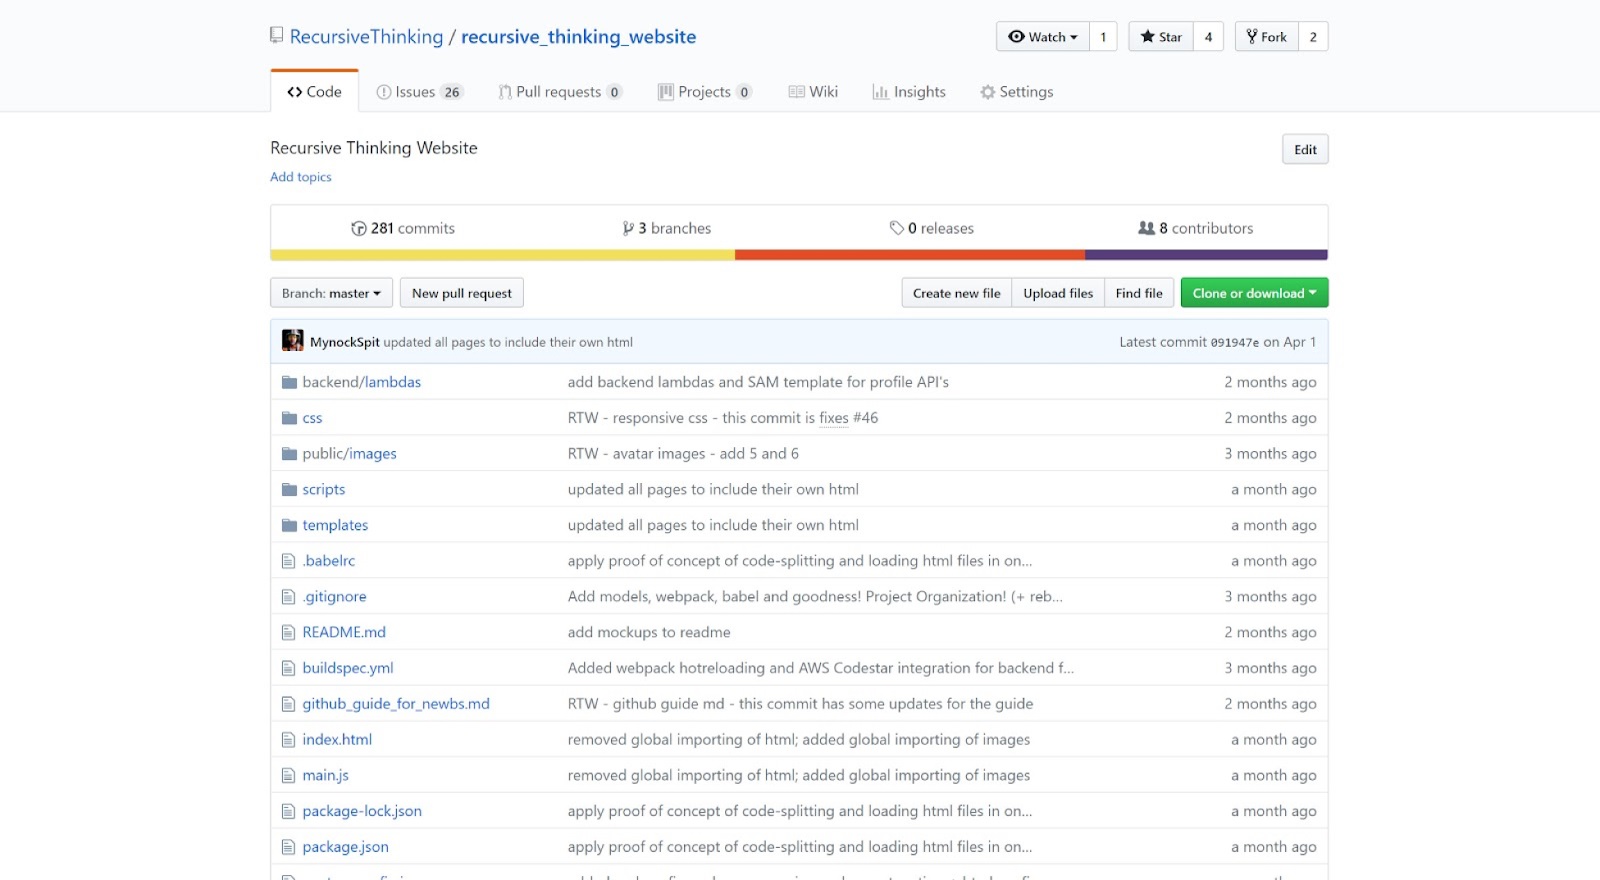 RecursiveThinking / recursive_thinking_website Watch 1 Star 4 Fork 2
Code Issues 26 Pull requests 0 Projects 0 Wiki Insights Settings
Recursive Thinking Website Edit
Add topics
281 commits 3 branches 0 releases 8 contributors
Branch: master New pull request Create new file Upload files Find file Clone or download
MynockSpit updated all pages to include their own html Latest commit 091947e on Apr 1
backend/lambdas add backend lambdas and SAM template for profile API's 2 months ago
css RTW - responsive css - this commit is fixes #46 2 months ago
public/images RTW - avatar images - add 5 and 6 3 months ago
scripts updated all pages to include their own html a month ago
templates updated all pages to include their own html a month ago
.babelrc apply proof of concept of code-splitting and loading html files in on... a month ago
.gitignore Add models, webpack, babel and goodness! Project Organization! (+ reb... 3 months ago
README.md add mockups to readme 2 months ago
buildspec.yml Added webpack hotreloading and AWS Codestar integration for backend f... 3 months ago
github_guide_for_newbs.md RTW - github guide md - this commit has some updates for the guide 2 months ago
index.html removed global importing of html; added global importing of images a month ago
main.js removed global importing of html; added global importing of images a month ago
package-lock.json apply proof of concept of code-splitting and loading html files in on... a month ago
package.json apply proof of concept of code-splitting and loading html files in on... a month ago